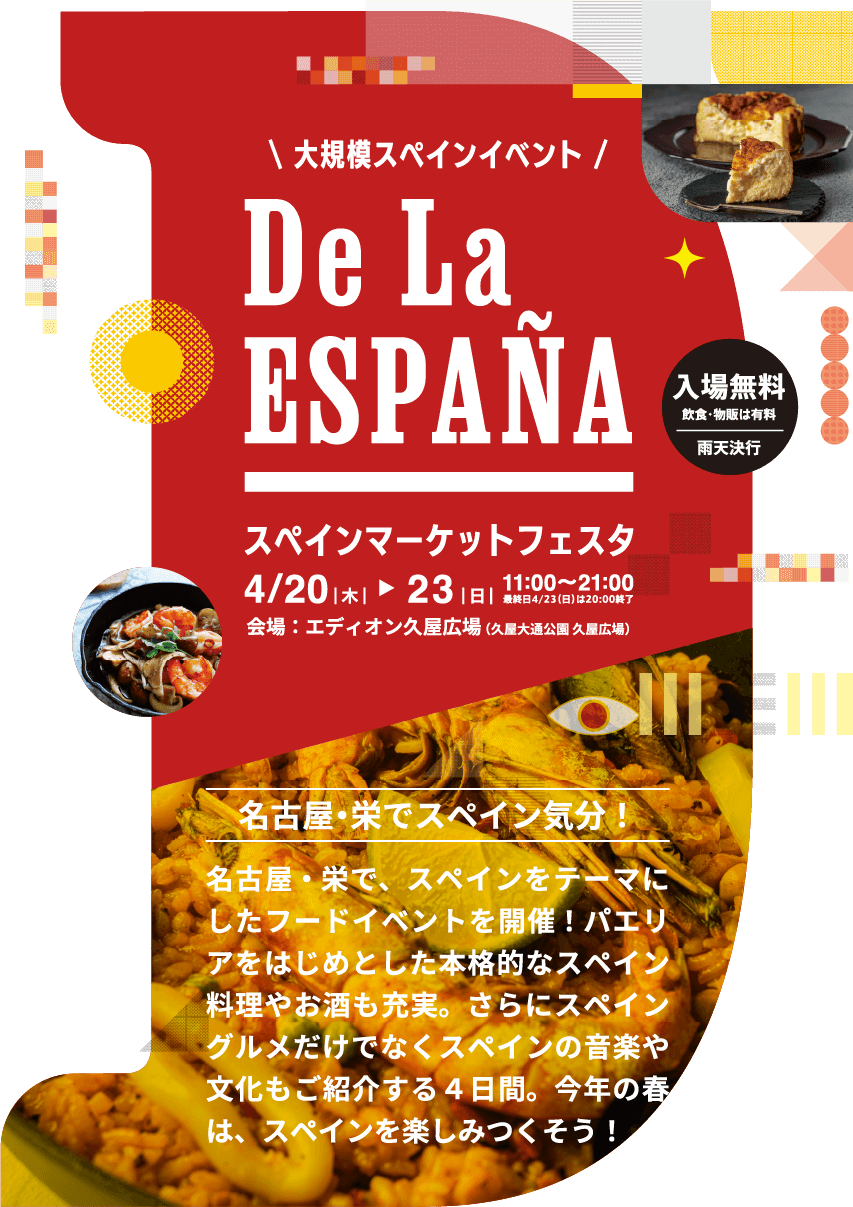 \ 大規模スペインイベント /
De La
ESPAÑA
入場無料
飲食・物販は有料
雨天決行
スペインマーケットフェスタ
4/20|木| ▶ 23|日| 11:00〜21:00
最終日4/23(日)は20:00終了
会場：エディオン久屋広場（久屋大通公園 久屋広場）
名古屋・栄でスペイン気分！
名古屋・栄で、スペインをテーマに
したフードイベントを開催！パエリ
アをはじめとした本格的なスペイン
料理やお酒も充実。さらにスペイン
グルメだけでなくスペインの音楽や
文化もご紹介する４日間。今年の春
は、スペインを楽しみつくそう！